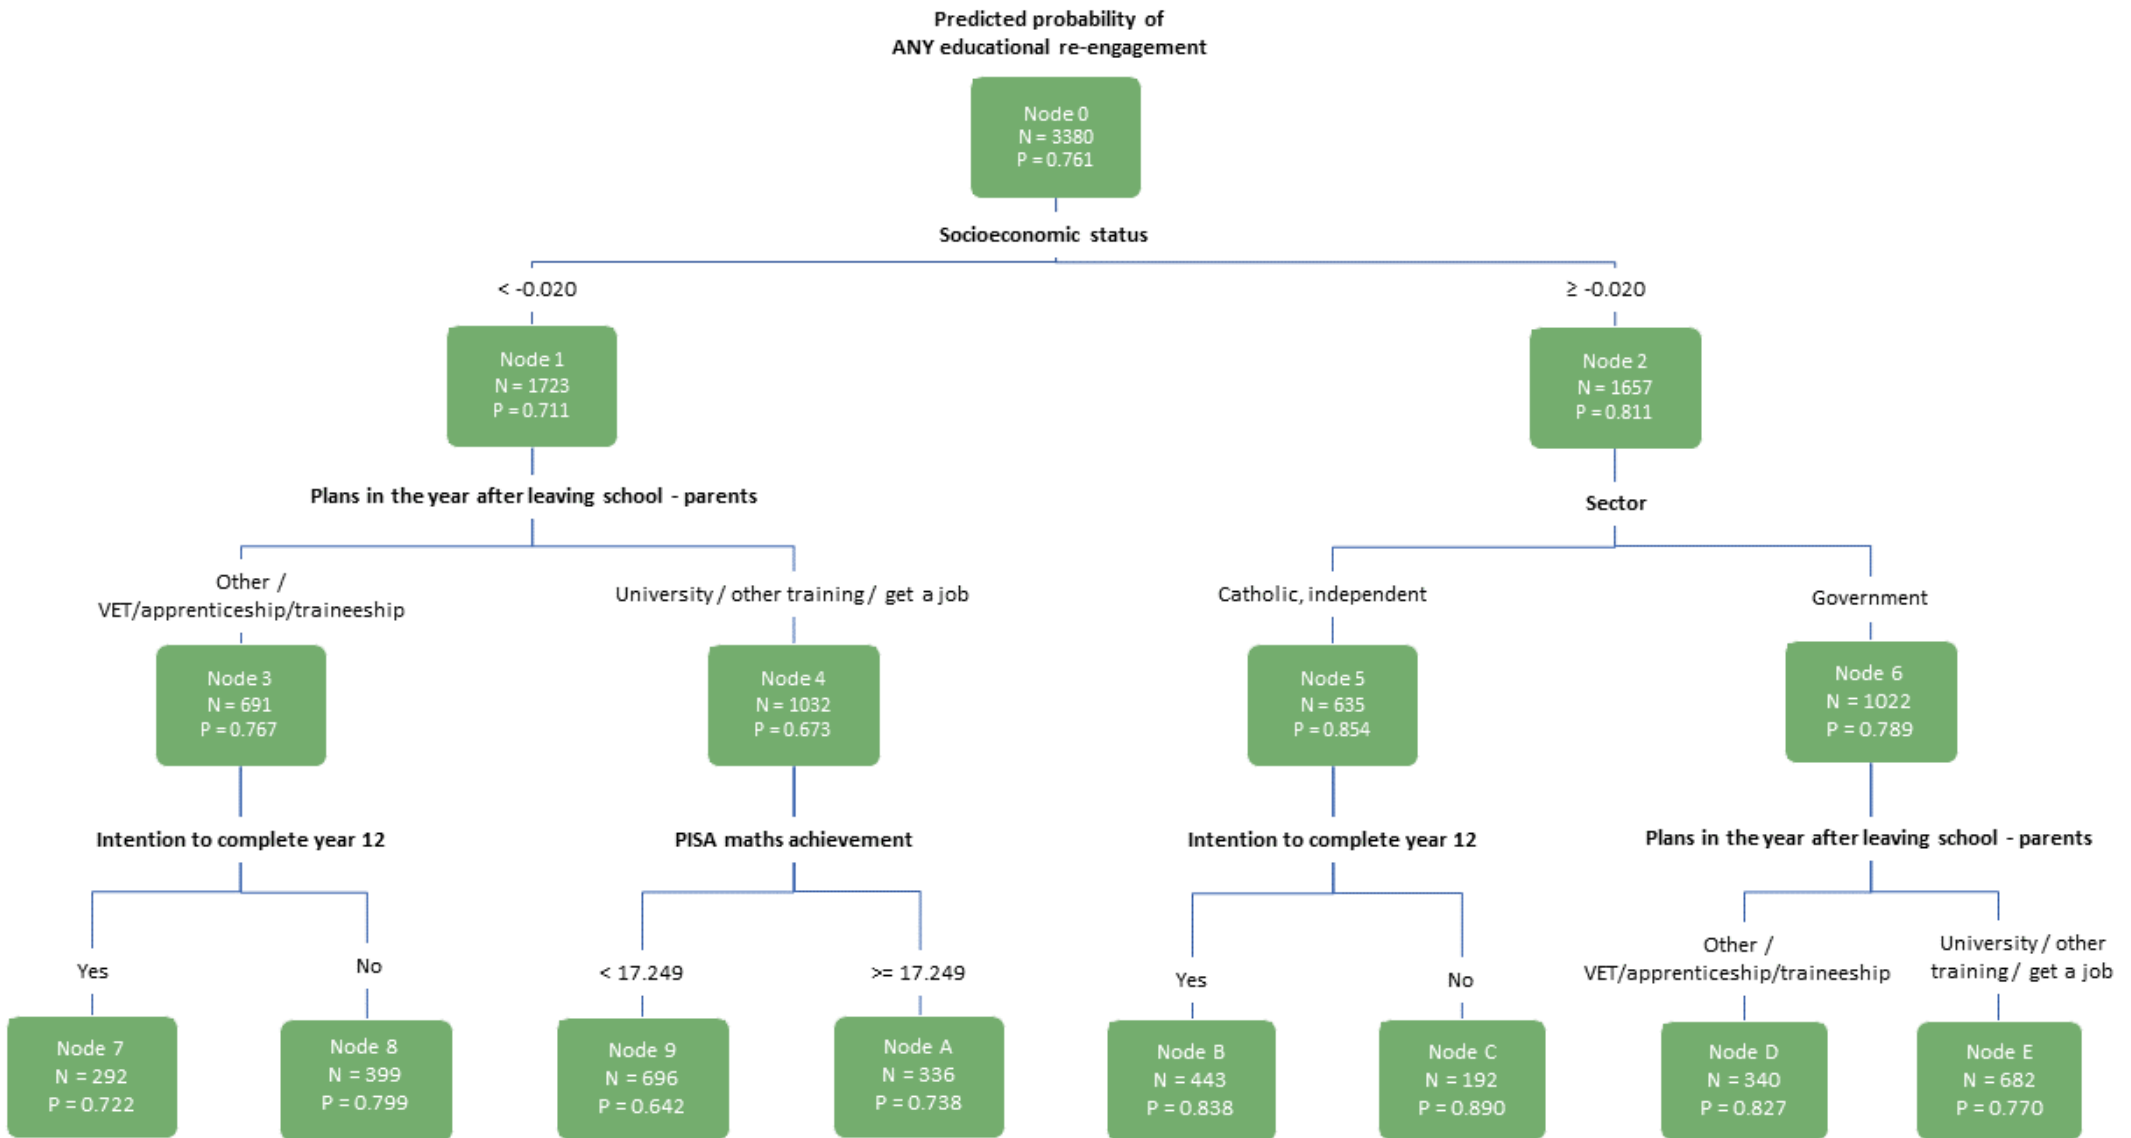 Predicted probability of
ANY educational re-engagement
Node 0
N = 3380
P = 0.761
Socioeconomic status
< -0.020
≥ -0.020
Node 1
N = 1723
P = 0.711
Node 2
N = 1657
P = 0.811
Plans in the year after leaving school - parents
Sector
Other /
VET/apprenticeship/traineeship
University / other training / get a job
Catholic, independent
Government
Node 3
N = 691
P = 0.767
Node 4
N = 1032
P = 0.673
Node 5
N = 635
P = 0.854
Node 6
N = 1022
P = 0.789
Intention to complete year 12
PISA maths achievement
Intention to complete year 12
Plans in the year after leaving school - parents
Yes
No
< 17.249
>= 17.249
Yes
No
Other /
VET/apprenticeship/traineeship
University / other
training / get a job
Node 7
N = 292
P = 0.722
Node 8
N = 399
P = 0.799
Node 9
N = 696
P = 0.642
Node A
N = 336
P = 0.738
Node B
N = 443
P = 0.838
Node C
N = 192
P = 0.890
Node D
N = 340
P = 0.827
Node E
N = 682
P = 0.770